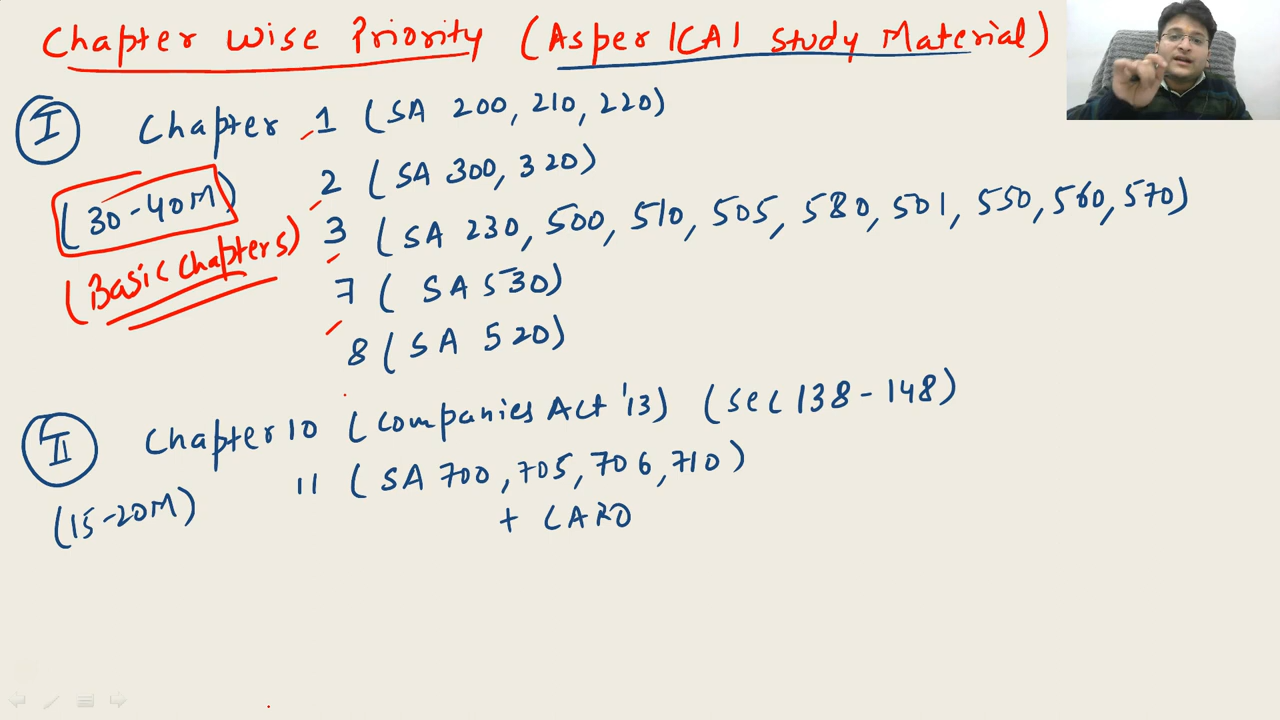 Chapter wise Priority (As per ICAI study Material)
I Chapter 1 (SA 200, 210, 220)
2 (SA 300, 320)
(30-40M)
3 (SA 230, 500, 510, 505, 580, 501, 550, 560, 570)
(Basic Chapters)
7 (SA 530)
8 (SA 520)
II Chapter 10 (Companies Act '13) (Sec 138-148)
11 (SA 700, 705, 706, 710)
(15-20M)
+ CARO